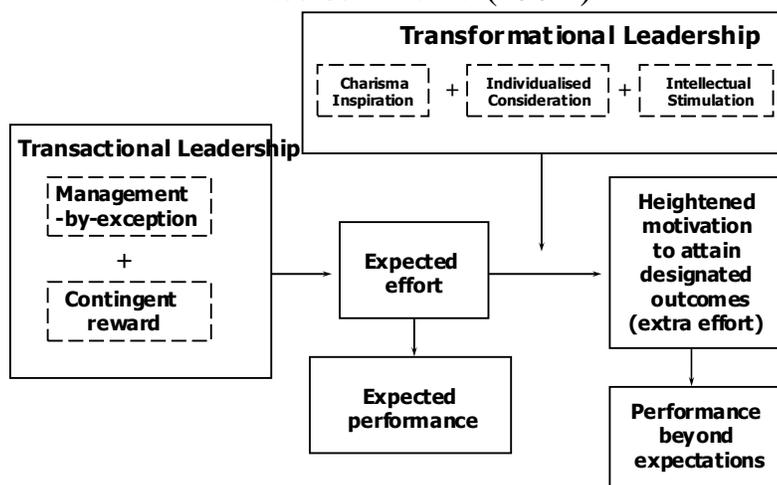 Transformational Leadership
Charisma
Inspiration
+
Individualised
Consideration
+
Intellectual
Stimulation
Transactional Leadership
Management
-by-exception
+
Contingent
reward
Expected
effort
Heightened
motivation
to attain
designated
outcomes
(extra effort)
Expected
performance
Performance
beyond
expectations